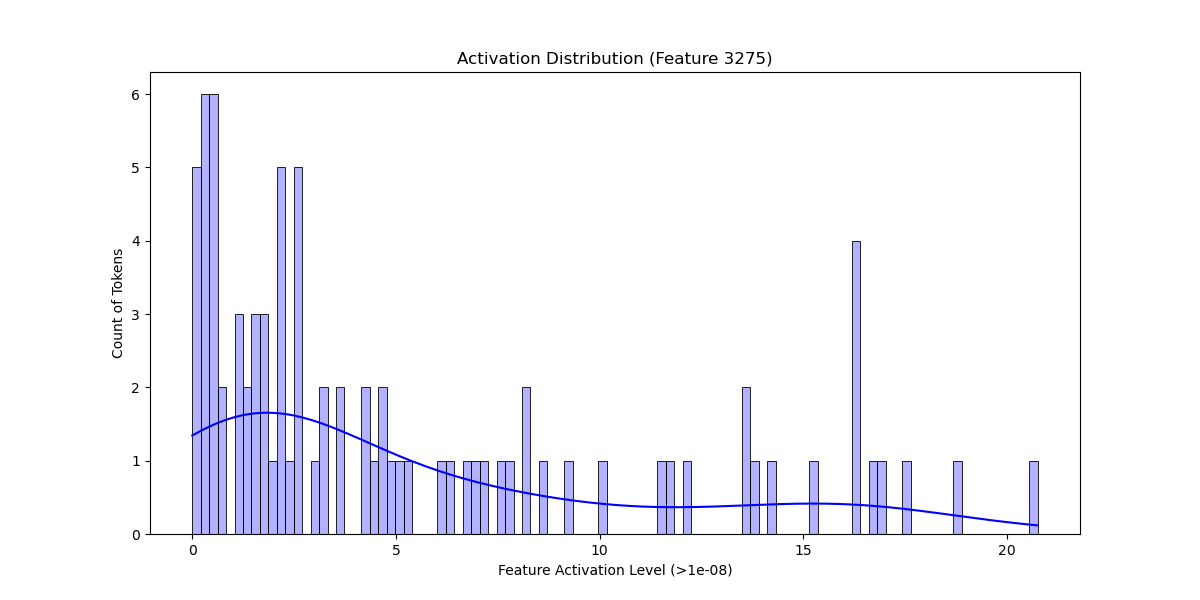 Activation Distribution (Feature 3275)
6
5
4
3
2
1
0
Count of Tokens
0 5 10 15 20
Feature Activation Level (>1e-08)